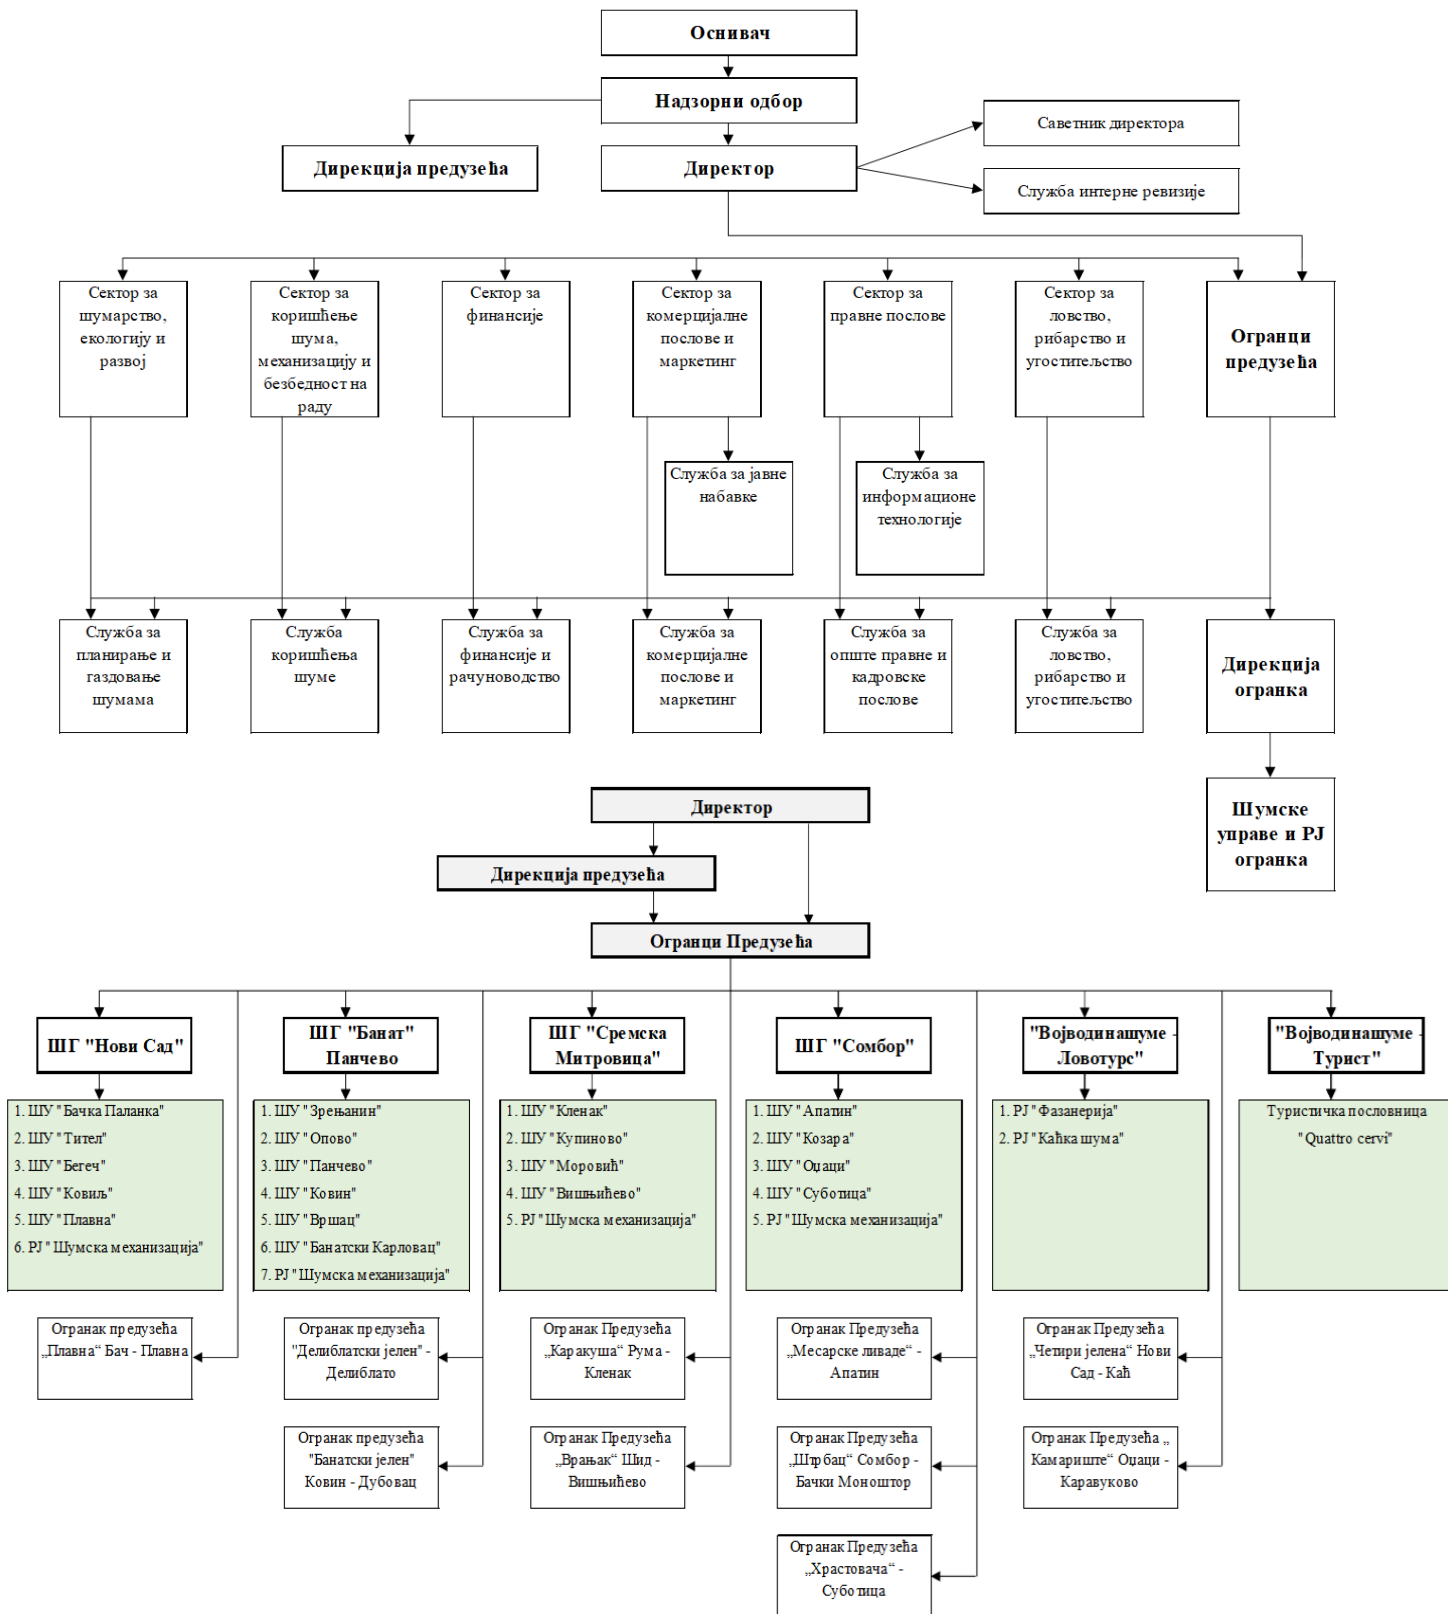 Оснивач
Надзорни одбор
Саветник директора
Дирекција предузећа
Директор
Служба интерне ревизије
Сектор за
шумарство,
екологију и
развој
Сектор за
коришћење
шума,
механизацију и
безбедност на
раду
Сектор за
финансије
Сектор за
комерцијалне
послове и
маркетинг
Сектор за
правне послове
Сектор за
ловство,
рибарство и
угоститељство
Огранци
предузећа
Служба за јавне
набавке
Служба за
информационе
технологије
Служба за
планирање и
газдовање
шумама
Служба
коришћења
шуме
Служба за
финансије и
рачуноводство
Служба за
комерцијалне
послове и
маркетинг
Служба за
опште правне и
кадровске
послове
Служба за
ловство,
рибарство и
угоститељство
Дирекција
огранка
Шумске
управе и РЈ
огранка
Директор
Дирекција предузећа
Огранци Предузећа
ШГ "Нови Сад"
ШГ "Банат"
Панчево
ШГ "Сремска
Митровица"
ШГ "Сомбор"
"Војводинашуме -
Ловотурс"
"Војводинашуме -
Турист"
1. ШУ "Бачка Паланка"
2. ШУ "Тител"
3. ШУ "Бегеч"
4. ШУ "Ковиљ"
5. ШУ "Плавна"
6. РЈ "Шумска механизација"
1. ШУ "Зрењанин"
2. ШУ "Опово"
3. ШУ "Панчево"
4. ШУ "Ковин"
5. ШУ "Вршац"
6. ШУ "Банатски Карловац"
7. РЈ "Шумска механизација"
1. ШУ "Кленак"
2. ШУ "Купиново"
3. ШУ "Моровић"
4. ШУ "Вишњићево"
5. РЈ "Шумска механизација"
1. ШУ "Апатин"
2. ШУ "Козара"
3. ШУ "Оџаци"
4. ШУ "Суботица"
5. РЈ "Шумска механизација"
1. РЈ "Фазанерија"
2. РЈ "Каћка шума"
Туристичка пословница
"Quattro cervi"
Огранак предузећа
„Плавна“ Бач - Плавна
Огранак предузећа
"Делиблатски јелен" -
Делиблато
Огранак Предузећа
„Каракуша“ Рума -
Кленак
Огранак Предузећа
„Месарске ливаде“ -
Апатин
Огранак Предузећа
„Четири јелена“ Нови
Сад - Каћ
Огранак предузећа
"Банатски јелен"
Ковин - Дубовац
Огранак Предузећа
„Врањак“ Шид -
Вишњићево
Огранак Предузећа
„Штрбац“ Сомбор -
Бачки Моноштор
Огранак Предузећа „
Камариште“ Оџаци -
Каравуково
Огранак Предузећа
„Храстовача“ -
Суботица